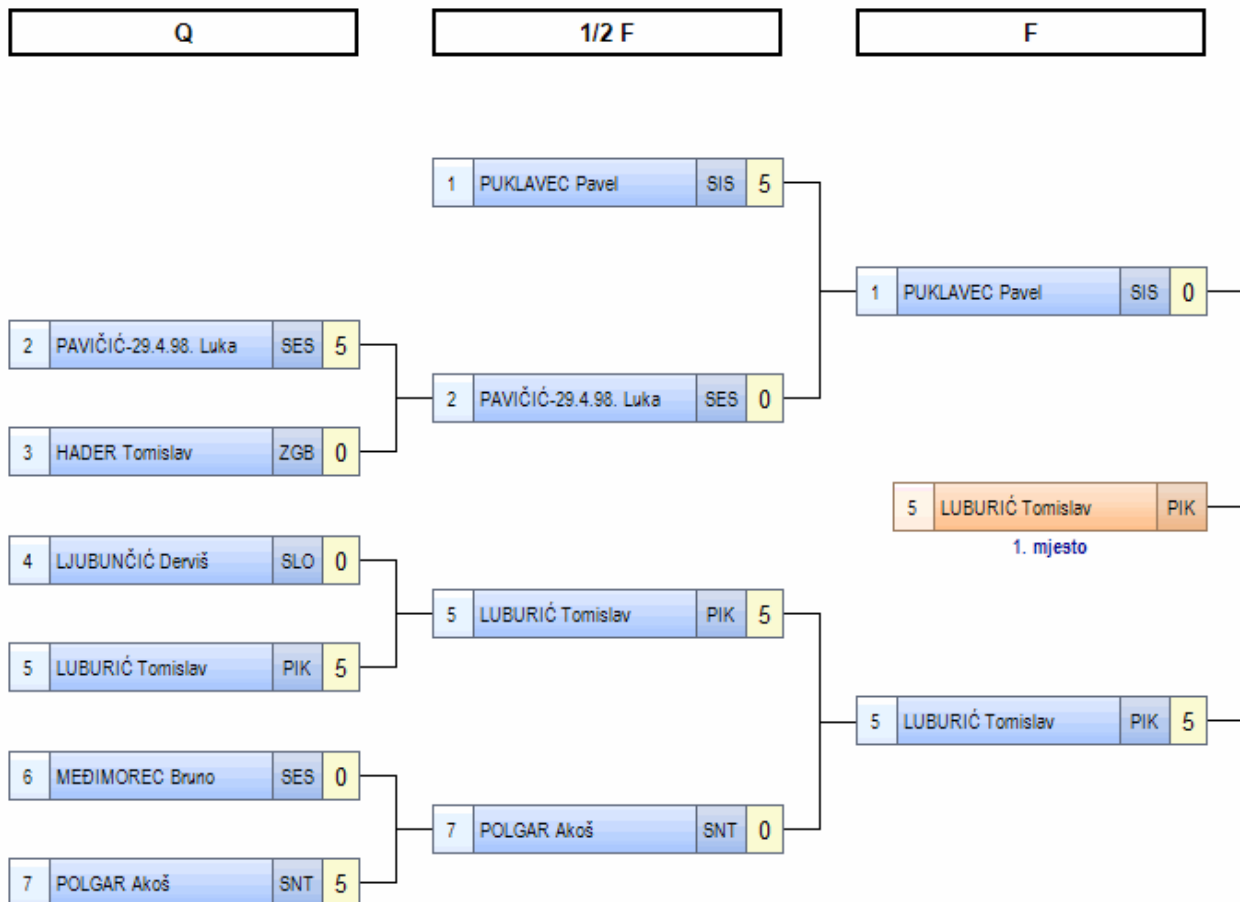 Q
1/2 F
F
1 PUKLAVEC Pavel SIS 5
1 PUKLAVEC Pavel SIS 0
2 PAVIČIĆ-29.4.98. Luka SES 5
2 PAVIČIĆ-29.4.98. Luka SES 0
3 HADER Tomislav ZGB 0
5 LUBURIĆ Tomislav PIK
1. mjesto
4 LJUBUNČIĆ Derviš SLO 0
5 LUBURIĆ Tomislav PIK 5
5 LUBURIĆ Tomislav PIK 5
5 LUBURIĆ Tomislav PIK 5
6 MEĐIMOREC Bruno SES 0
7 POLGAR Akoš SNT 0
7 POLGAR Akoš SNT 5